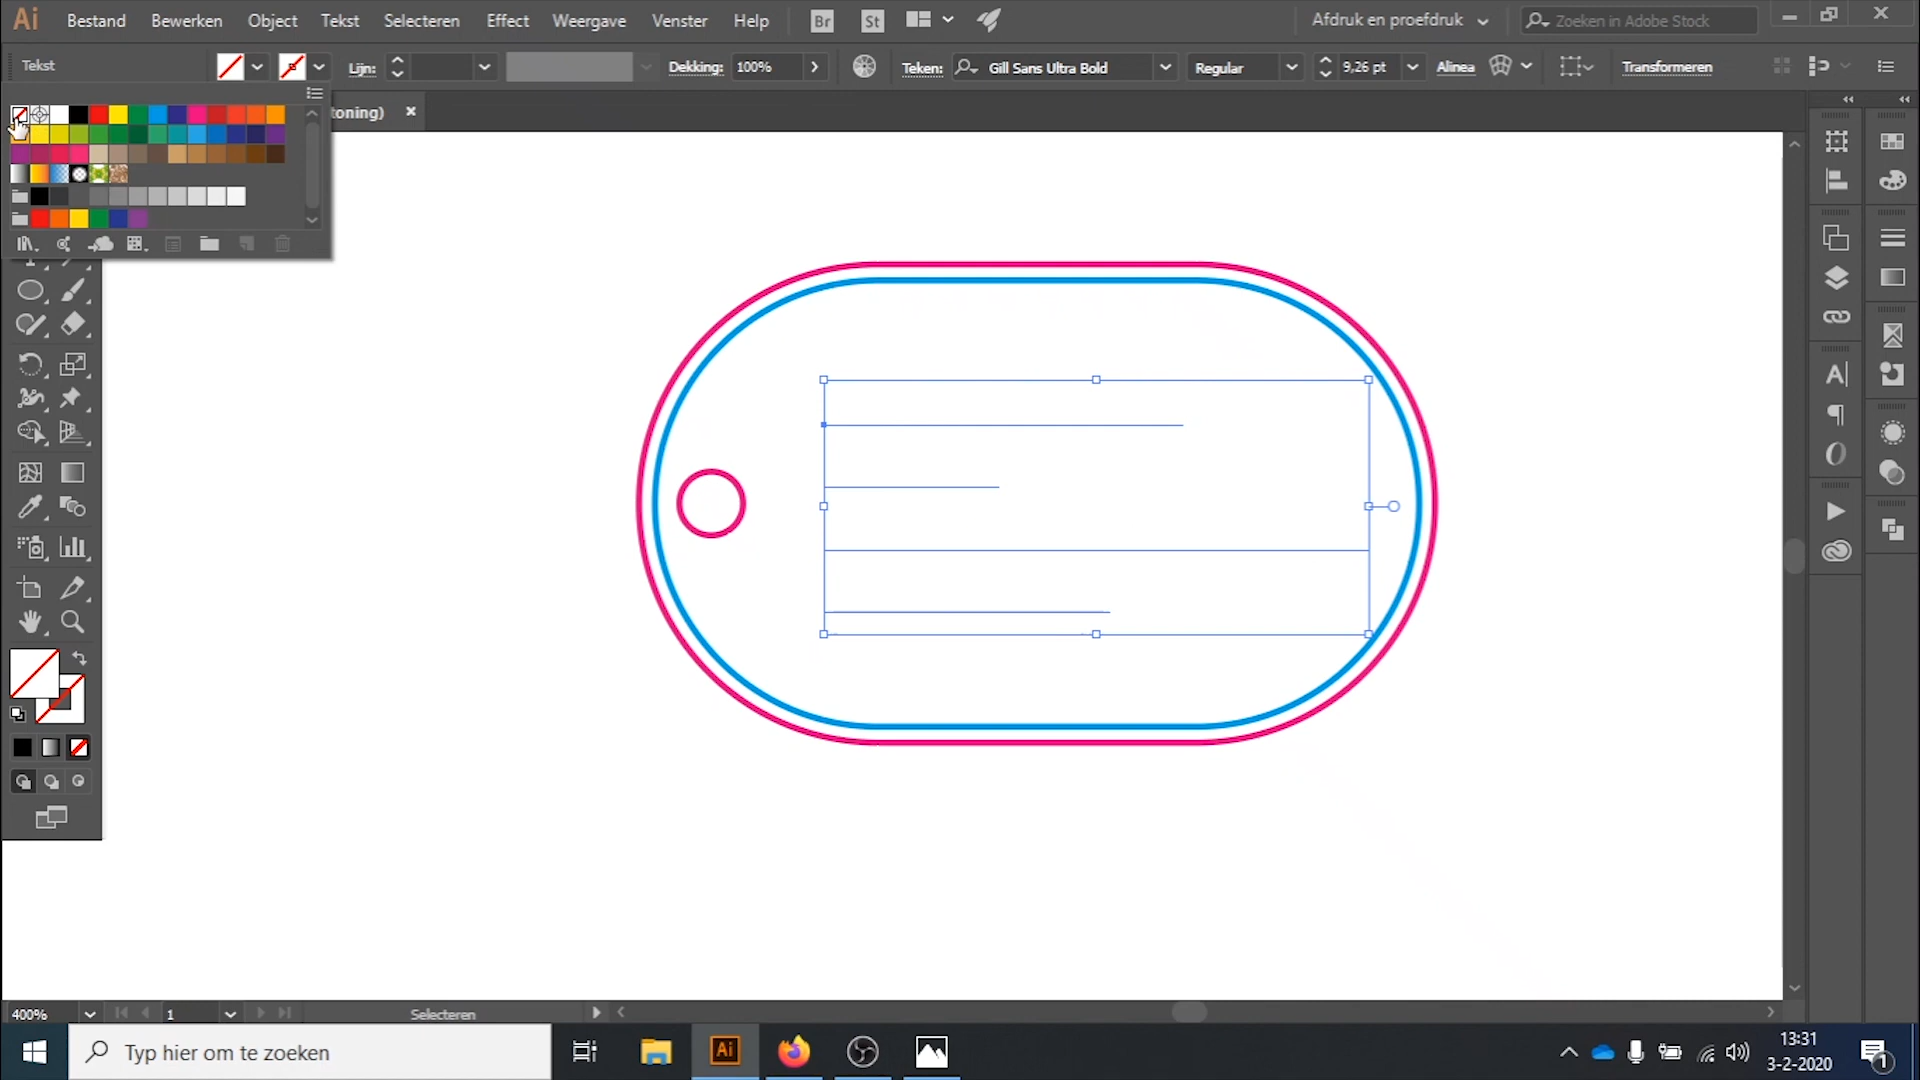 Ai Bestand Bewerken Object Tekst Selecteren Effect Weergave Venster Help Br St Afdruk en proefdruk Zoeken in Adobe Stock
Tekst Lijn: Dekking: 100% Teken: Gill Sans Ultra Bold Regular 9,26 pt Alinea Transformeren
toning) ×
400% 1 Selecteren
Typ hier om te zoeken Ai 13:31
3-2-2020 1